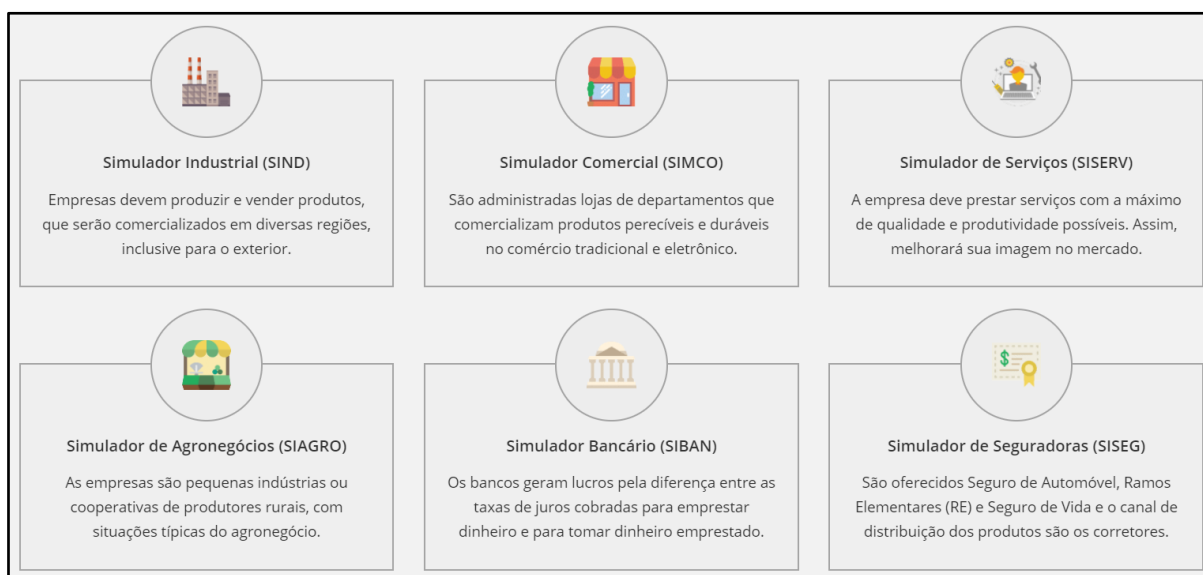 Simulador Industrial (SIND)
Empresas devem produzir e vender produtos,
que serão comercializados em diversas regiões,
inclusive para o exterior.
Simulador Comercial (SIMCO)
São administradas lojas de departamentos que
comercializam produtos perecíveis e duráveis
no comércio tradicional e eletrônico.
Simulador de Serviços (SISERV)
A empresa deve prestar serviços com a máximo
de qualidade e produtividade possíveis. Assim,
melhorará sua imagem no mercado.
Simulador de Agronegócios (SIAGRO)
As empresas são pequenas indústrias ou
cooperativas de produtores rurais, com
situações típicas do agronegócio.
Simulador Bancário (SIBAN)
Os bancos geram lucros pela diferença entre as
taxas de juros cobradas para emprestar
dinheiro e para tomar dinheiro emprestado.
Simulador de Seguradoras (SISEG)
São oferecidos Seguro de Automóvel, Ramos
Elementares (RE) e Seguro de Vida e o canal de
distribuição dos produtos são os corretores.